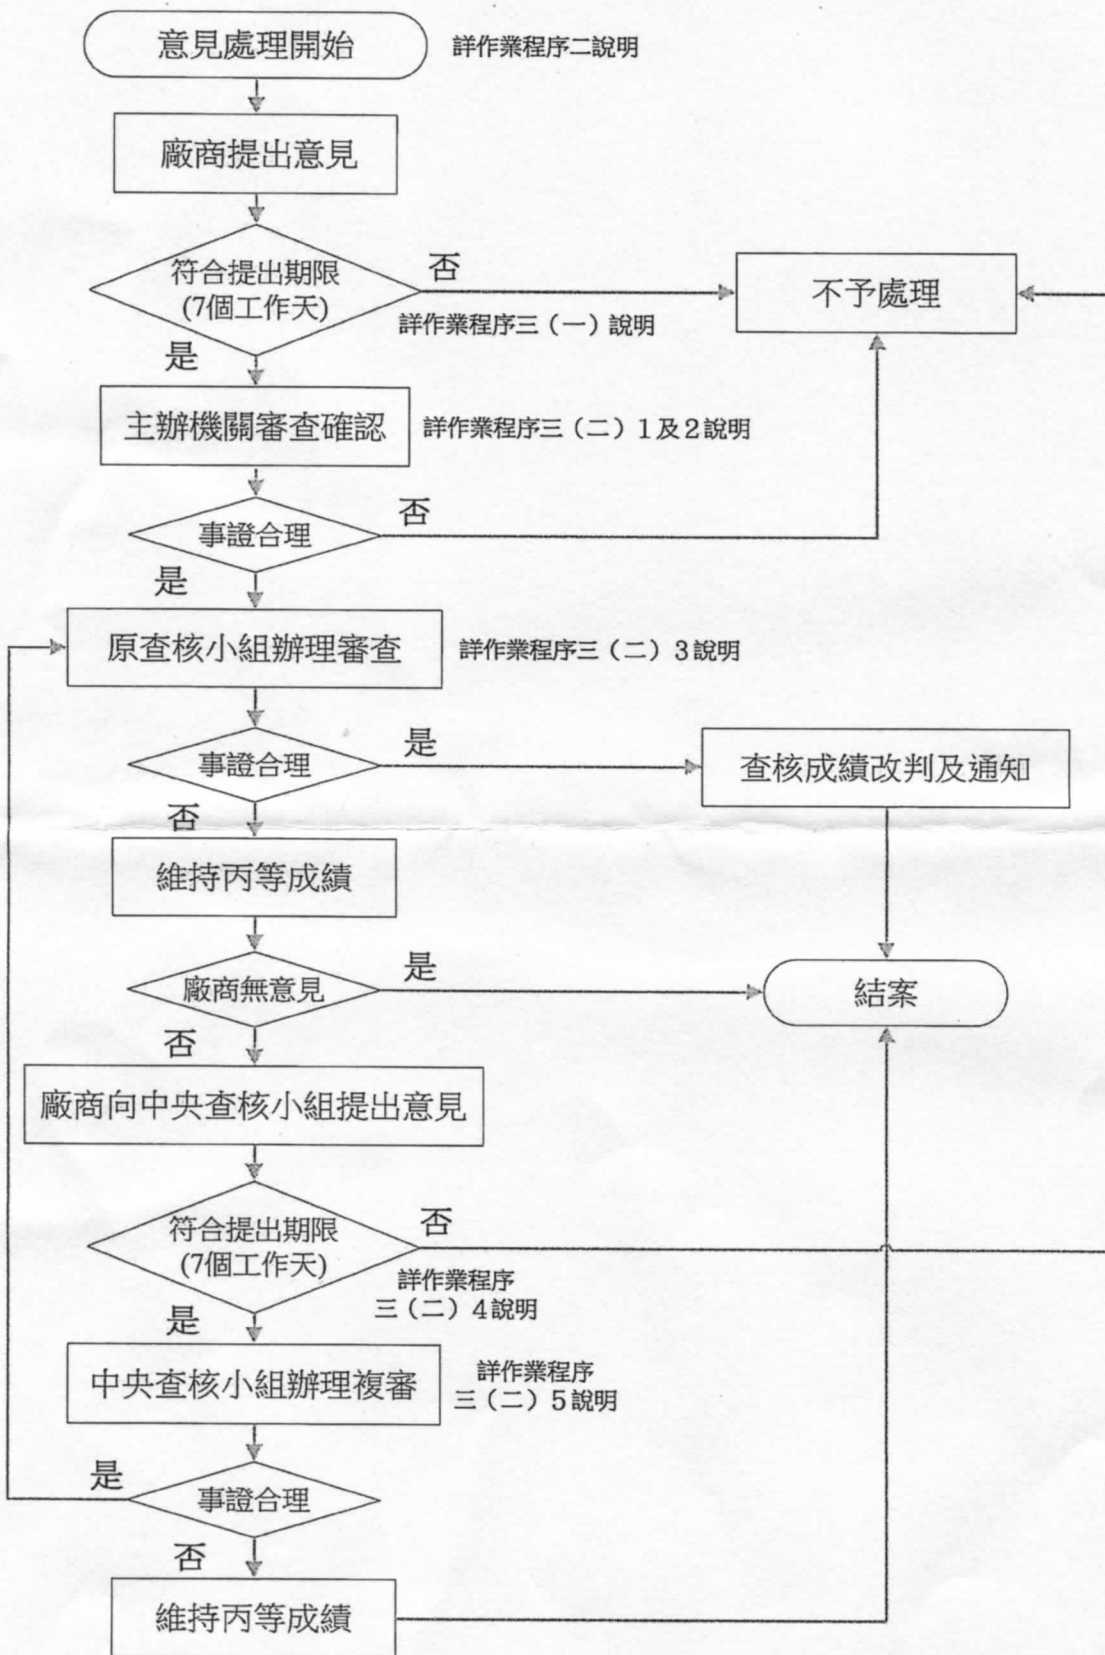 意見處理開始
詳作業程序二說明
廠商提出意見
符合提出期限
(7個工作天)
否
不予處理
詳作業程序三（一）說明
是
主辦機關審查確認
詳作業程序三（二）1及2說明
事證合理
否
是
原查核小組辦理審查
詳作業程序三（二）3說明
事證合理
是
查核成績改判及通知
否
維持丙等成績
廠商無意見
是
結案
否
廠商向中央查核小組提出意見
符合提出期限
(7個工作天)
否
詳作業程序
三（二）4說明
是
中央查核小組辦理複審
詳作業程序
三（二）5說明
是
事證合理
否
維持丙等成績